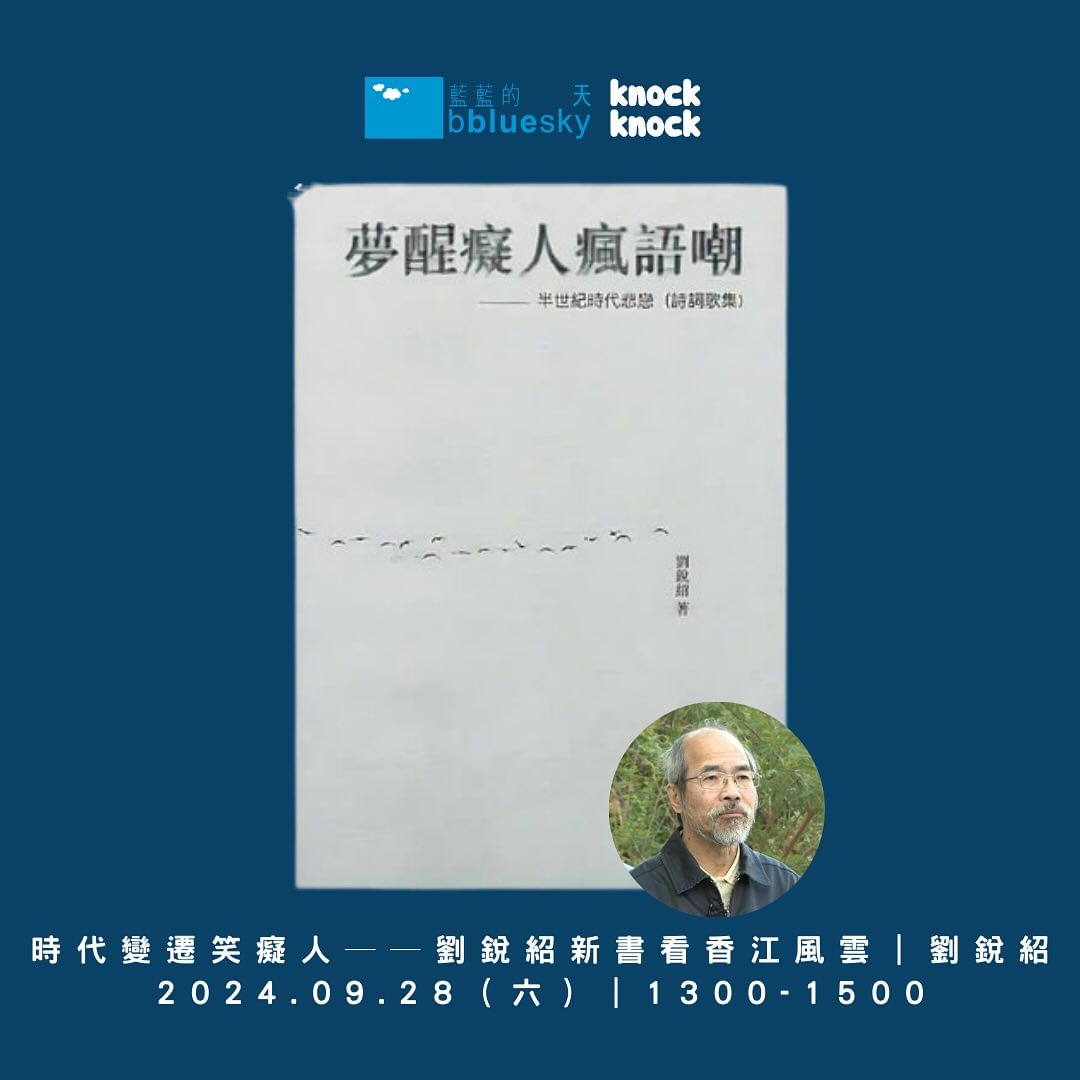 藍藍的天
bbluesky
knock
knock
夢醒癡人瘋語嘲
——— 半世紀時代悲戀（詩詞歌集）
劉銳紹 著
時代變遷笑癡人——劉銳紹新書看香江風雲｜劉銳紹
2024.09.28（六）｜1300-1500